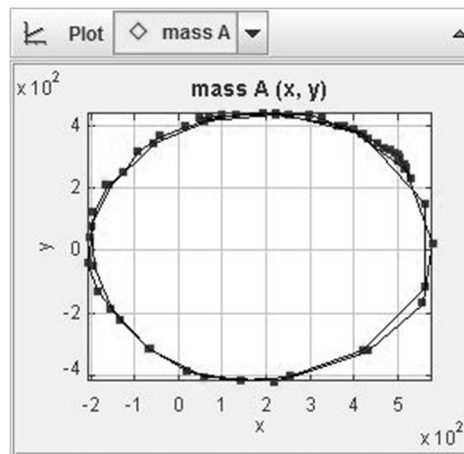 Plot mass A
x 10²
mass A (x, y)
4
2
0
-2
-4
y
-2 -1 0 1 2 3 4 5
x
x 10²